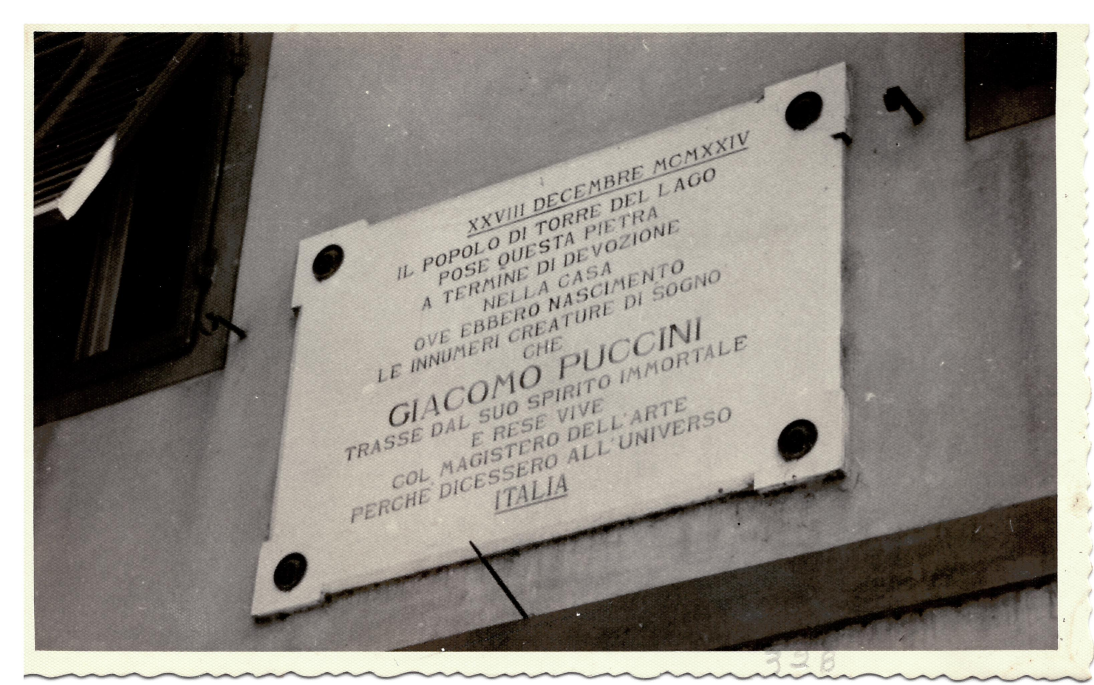 XXVIII DECEMBRE MCMXXIV
IL POPOLO DI TORRE DEL LAGO
POSE QUESTA PIETRA
A TERMINE DI DEVOZIONE
NELLA CASA
OVE EBBERO NASCIMENTO
LE INNUMERI CREATURE DI SOGNO
CHE
GIACOMO PUCCINI
TRASSE DAL SUO SPIRITO IMMORTALE
E RESE VIVE
COL MAGISTERO DELL'ARTE
PERCHÈ DICESSERO ALL'UNIVERSO
ITALIA
328